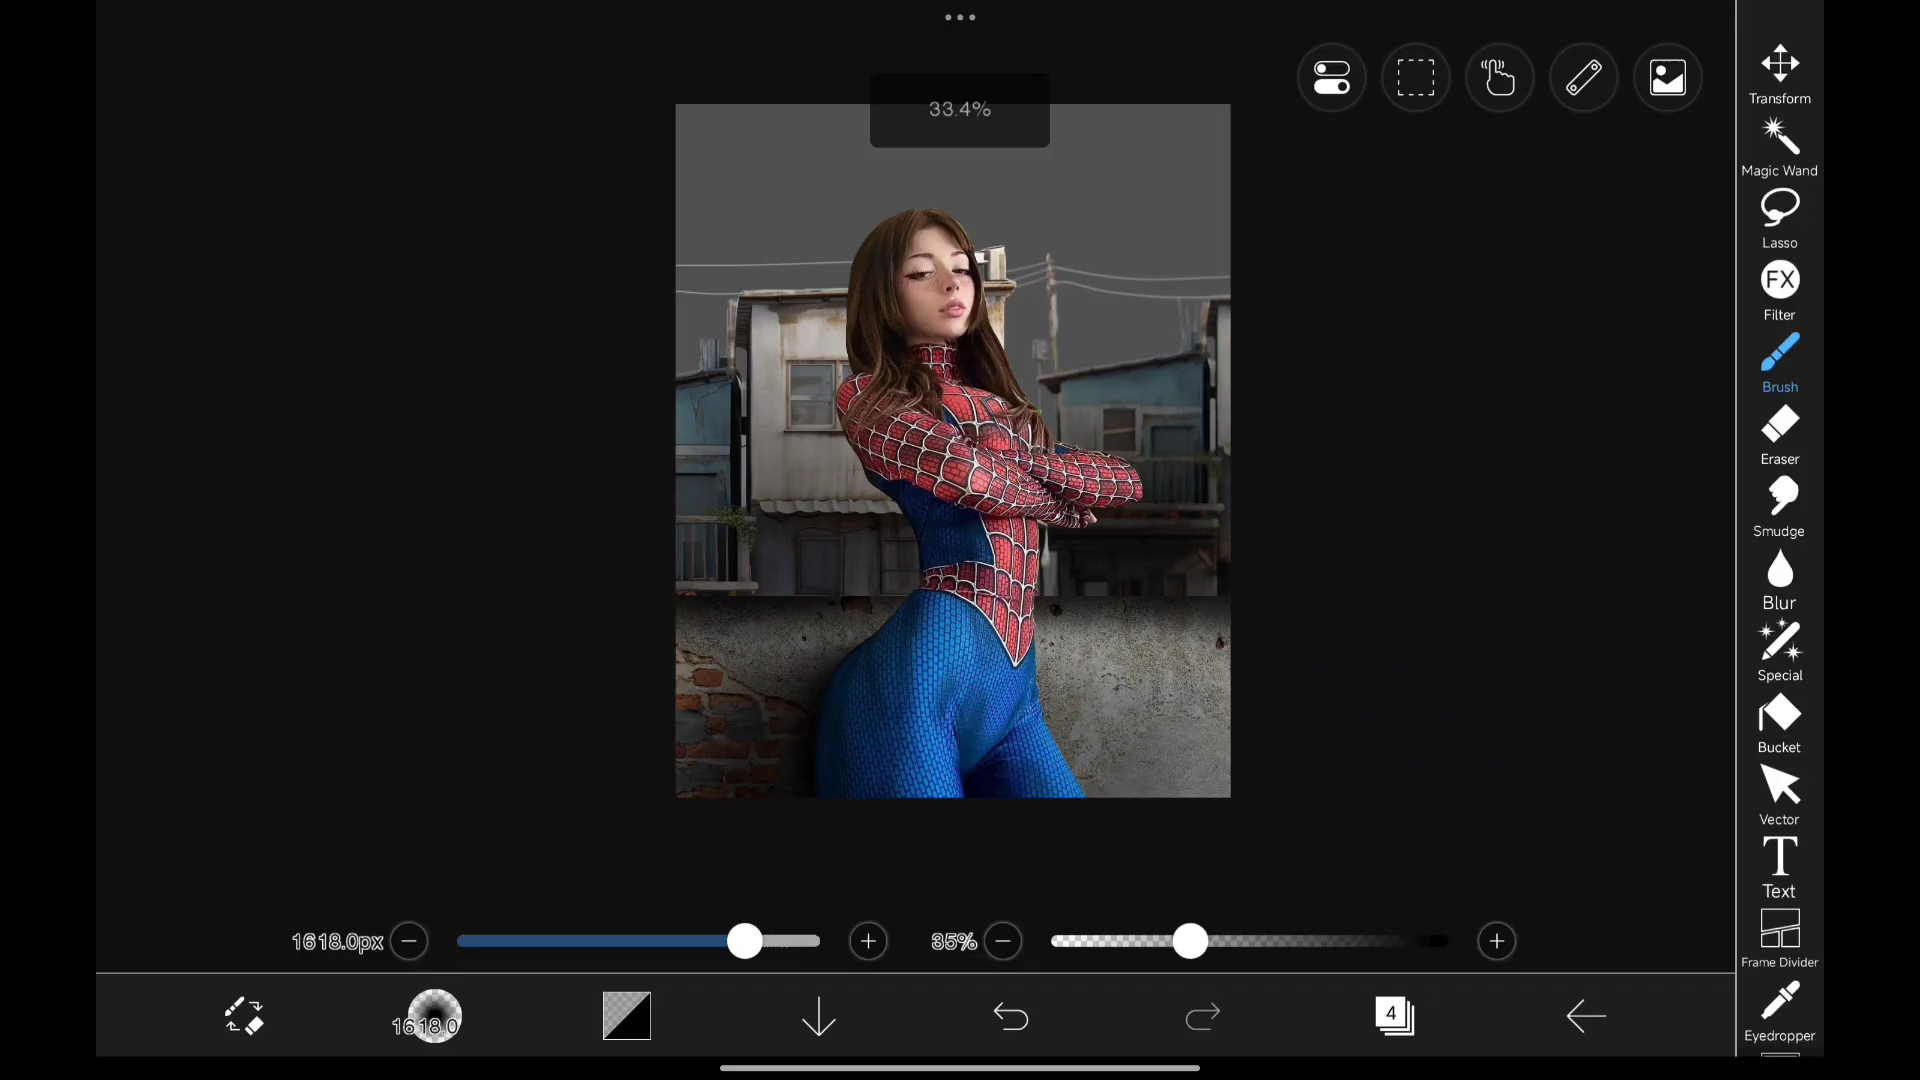 33.4%
Transform
Magic Wand
Lasso
FX
Filter
Brush
Eraser
Smudge
Blur
Special
Bucket
Vector
T
Text
Frame Divider
Eyedropper
1618.0px
35%
1618.0
4